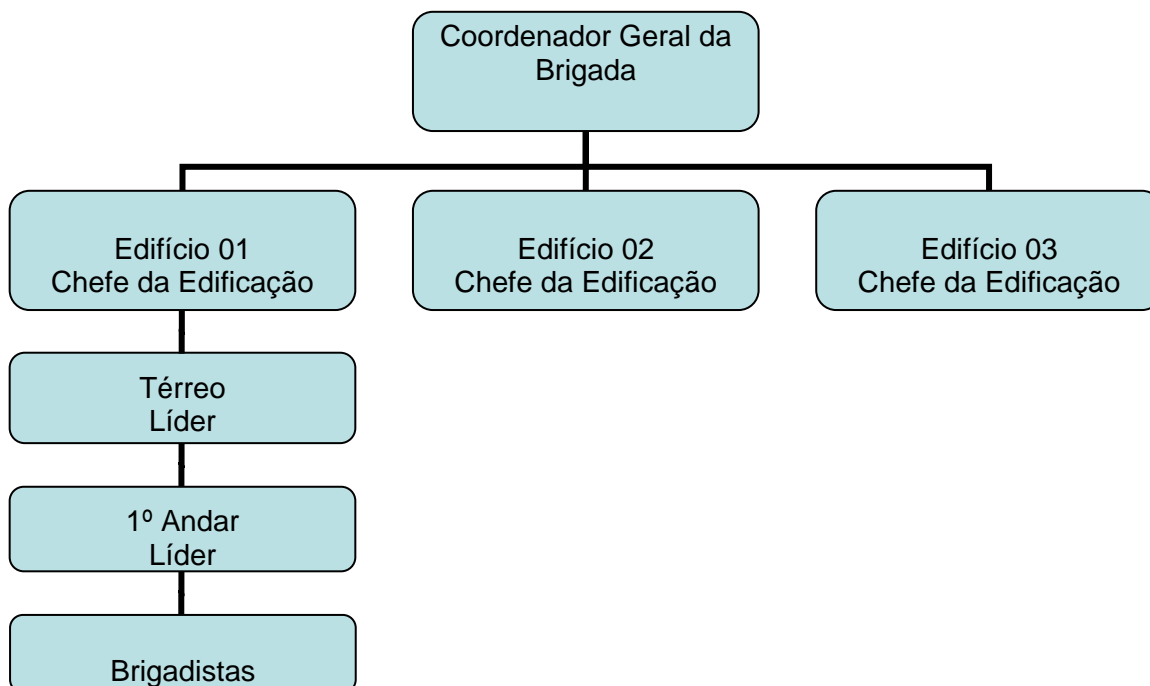 Coordenador Geral da
Brigada
Edifício 01
Chefe da Edificação
Edifício 02
Chefe da Edificação
Edifício 03
Chefe da Edificação
Térreo
Líder
1º Andar
Líder
Brigadistas